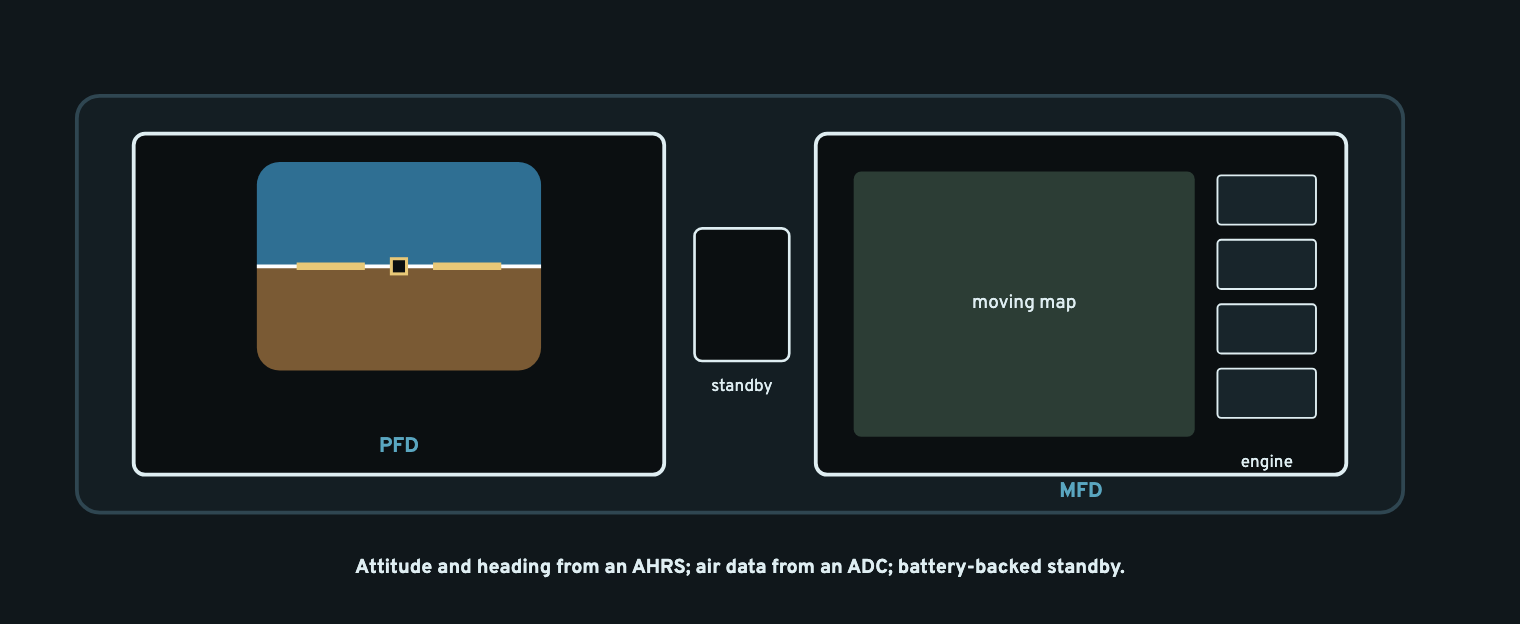 moving map
standby
PFD
engine
MFD
Attitude and heading from an AHRS; air data from an ADC; battery-backed standby.